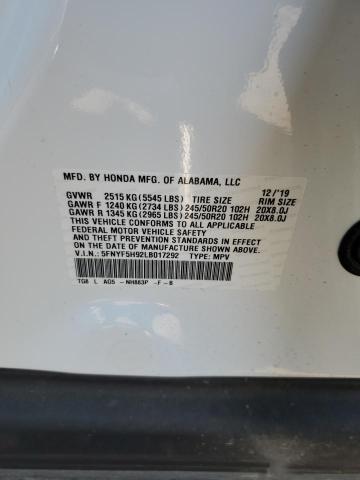 MFD. BY HONDA MFG. OF ALABAMA, LLC 12/'19
GVWR 2515 KG (5545 LBS) TIRE SIZE RIM SIZE
GAWR F 1240 KG (2734 LBS) 245/50R20 102H 20X8.0J
GAWR R 1345 KG (2965 LBS) 245/50R20 102H 20X8.0J
THIS VEHICLE CONFORMS TO ALL APPLICABLE
FEDERAL MOTOR VEHICLE SAFETY AND
BUMPER STANDARDS IN EFFECT ON THE DATE
OF MANUFACTURE SHOWN ABOVE.
V.I.N.: 5FNYF5H92LB017292 TYPE: MPV
TG8 L A05 -NH883P -F -B